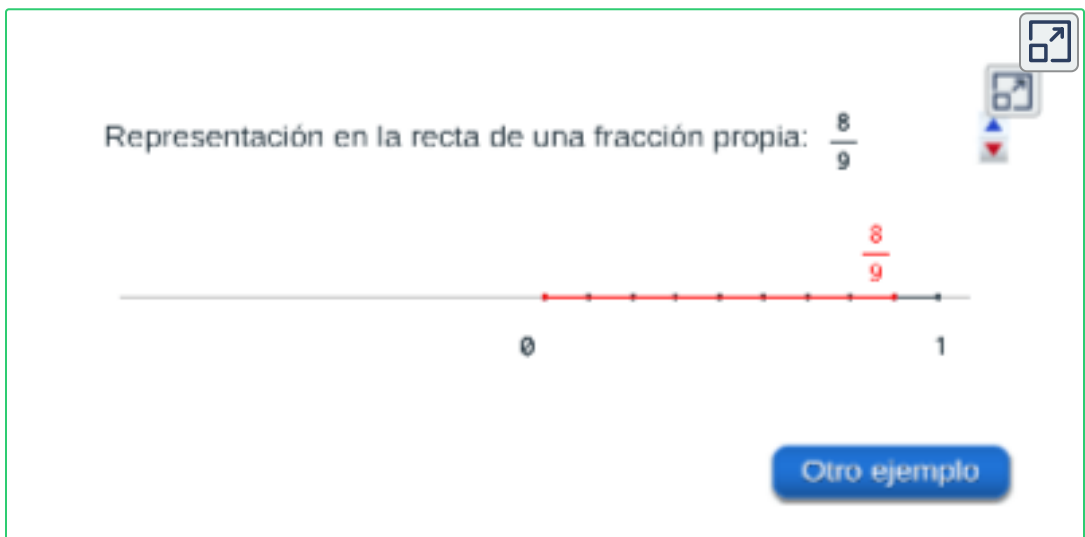 Representación en la recta de una fracción propia: 8/9
8/9
0 1
Otro ejemplo